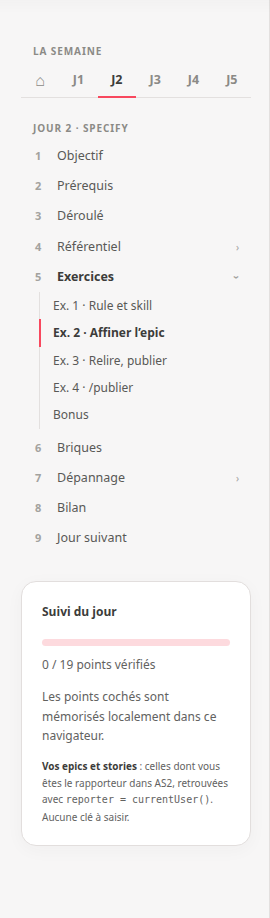 LA SEMAINE
J1 J2 J3 J4 J5
JOUR 2 · SPECIFY
1 Objectif
2 Prérequis
3 Déroulé
4 Référentiel ›
5 Exercices ⌄
Ex. 1 · Rule et skill
Ex. 2 · Affiner l’epic
Ex. 3 · Relire, publier
Ex. 4 · /publier
Bonus
6 Briques
7 Dépannage ›
8 Bilan
9 Jour suivant
Suivi du jour
0 / 19 points vérifiés
Les points cochés sont
mémorisés localement dans ce
navigateur.
Vos epics et stories : celles dont vous
êtes le rapporteur dans AS2, retrouvées
avec reporter = currentUser().
Aucune clé à saisir.